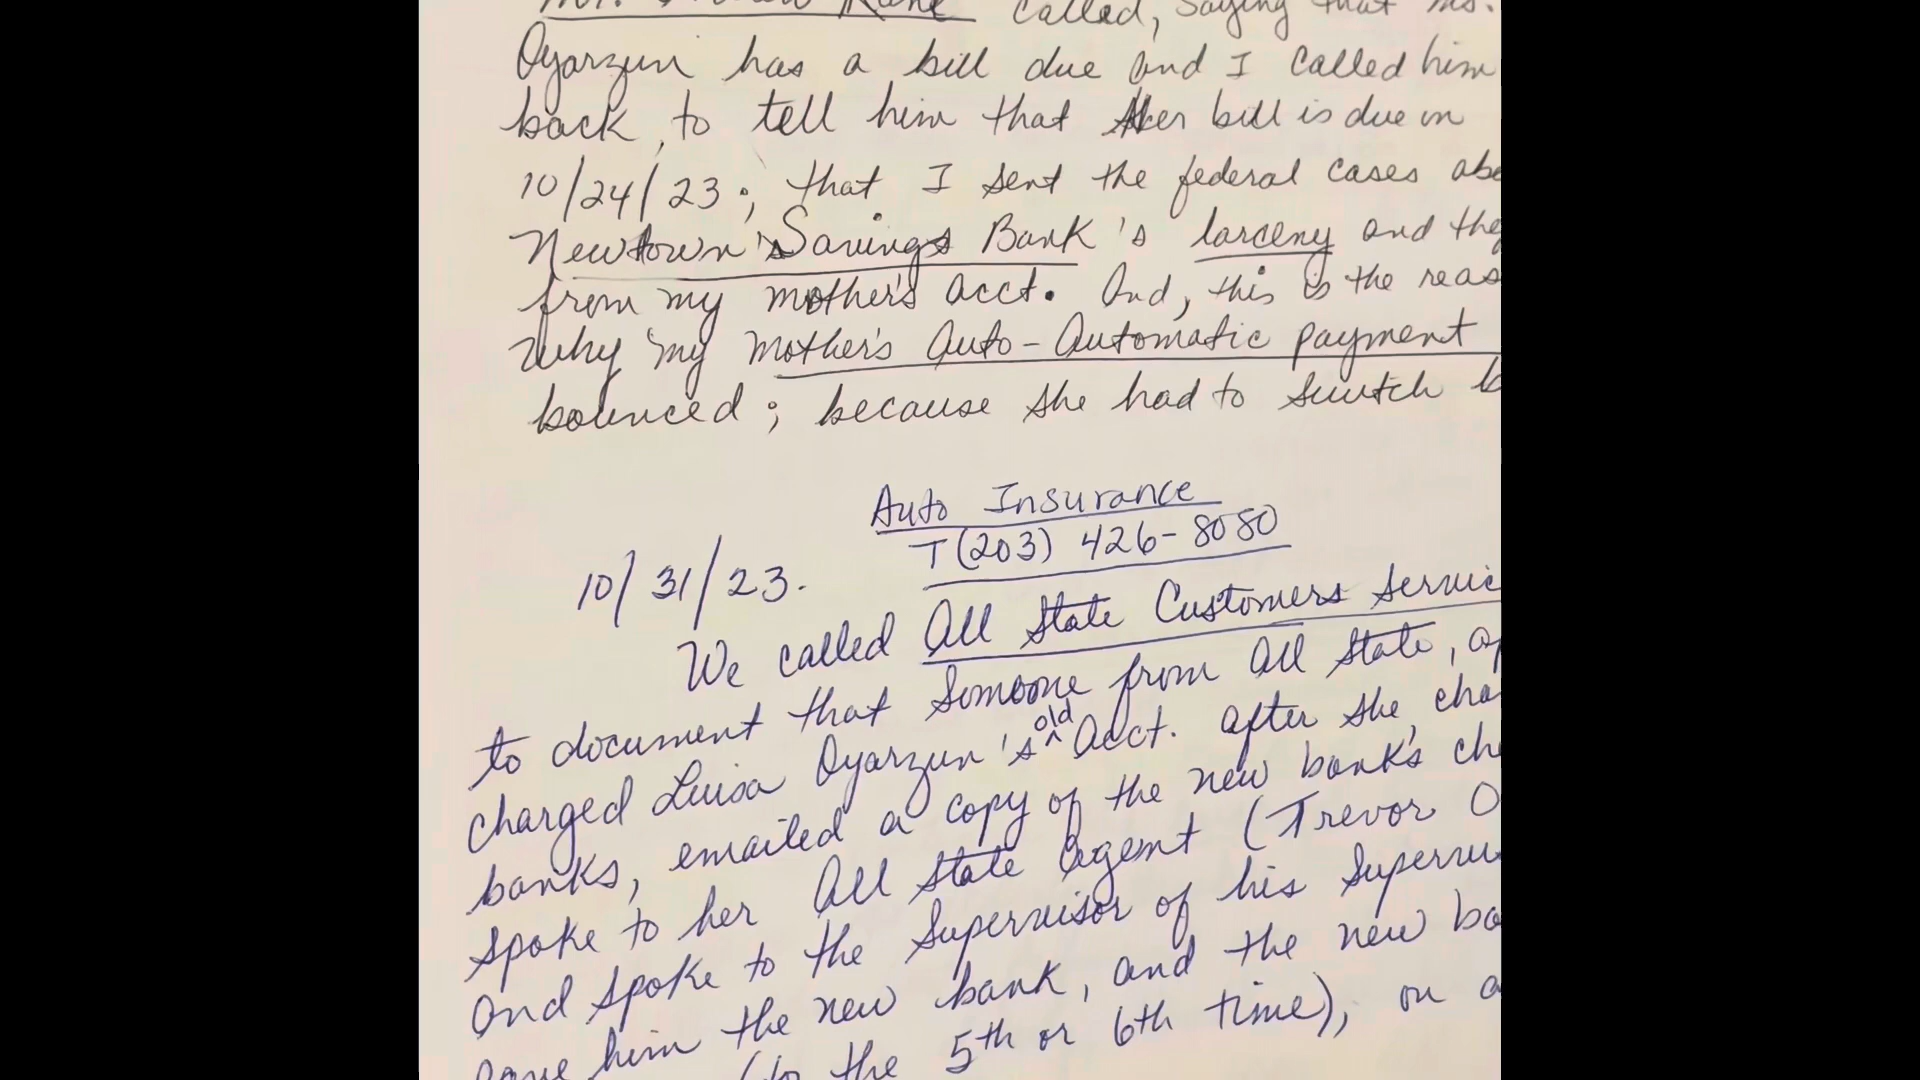 Mr. Kane called, saying that Ms.
Oyarzun has a bill due and I called him
back, to tell him that her bill is due on
10/24/23; that I sent the federal cases abo
Newtown's Savings Bank's larceny and the
from my mother's acct. And, this is the reas
why my mother's Auto-Automatic payment
bounced; because she had to switch b
Auto Insurance
T(203) 426-8080
10/31/23.
We called All State Customers Servic
to document that someone from All State, a
charged Luisa Oyarzun's old Acct. after she cha
banks, emailed a copy of the new bank's ch
spoke to her All State Agent (Trevor O
And spoke to the Supervisor of his Supervi
gave him the new bank, and the new ba
(for the 5th or 6th time), on a